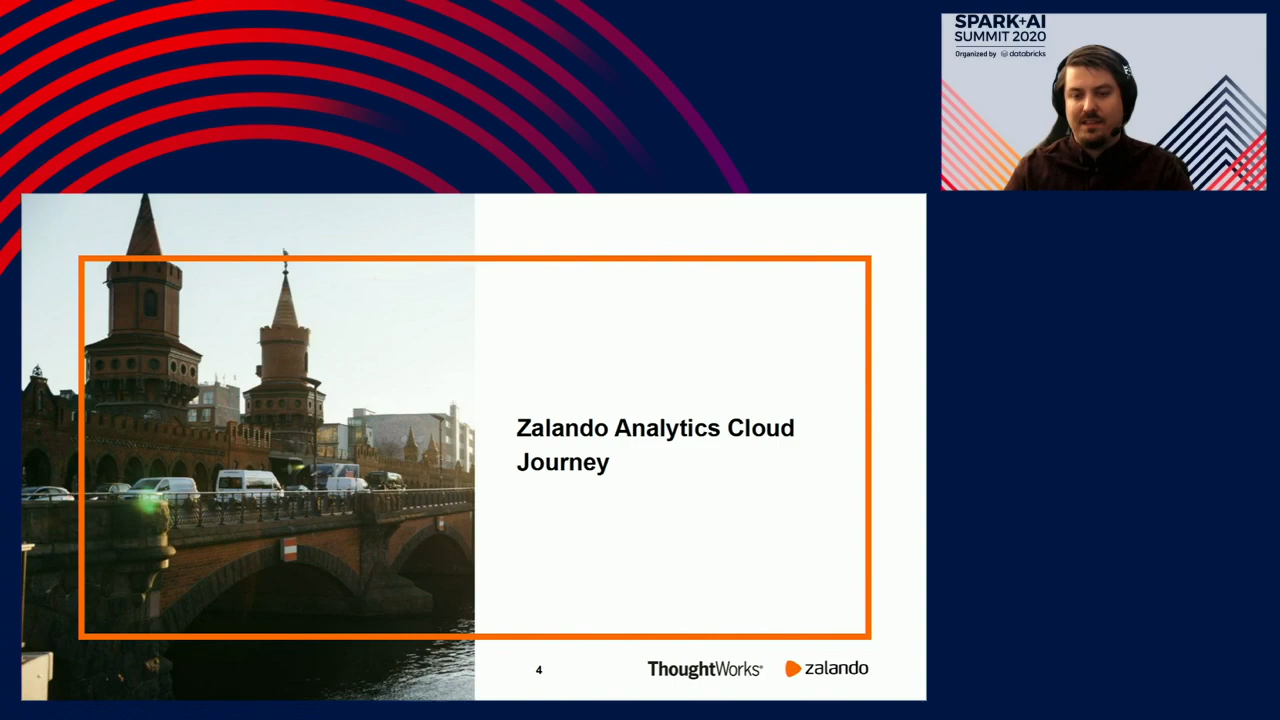 SPARK+AI
SUMMIT 2020
Organized by databricks
Zalando Analytics Cloud
Journey
4
ThoughtWorks®
zalando